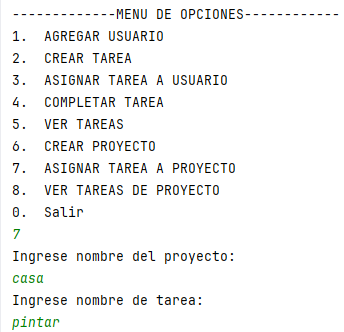 -------------MENU DE OPCIONES------------
1.  AGREGAR USUARIO
2.  CREAR TAREA
3.  ASIGNAR TAREA A USUARIO
4.  COMPLETAR TAREA
5.  VER TAREAS
6.  CREAR PROYECTO
7.  ASIGNAR TAREA A PROYECTO
8.  VER TAREAS DE PROYECTO
0.  Salir
7
Ingrese nombre del proyecto:
casa
Ingrese nombre de tarea:
pintar